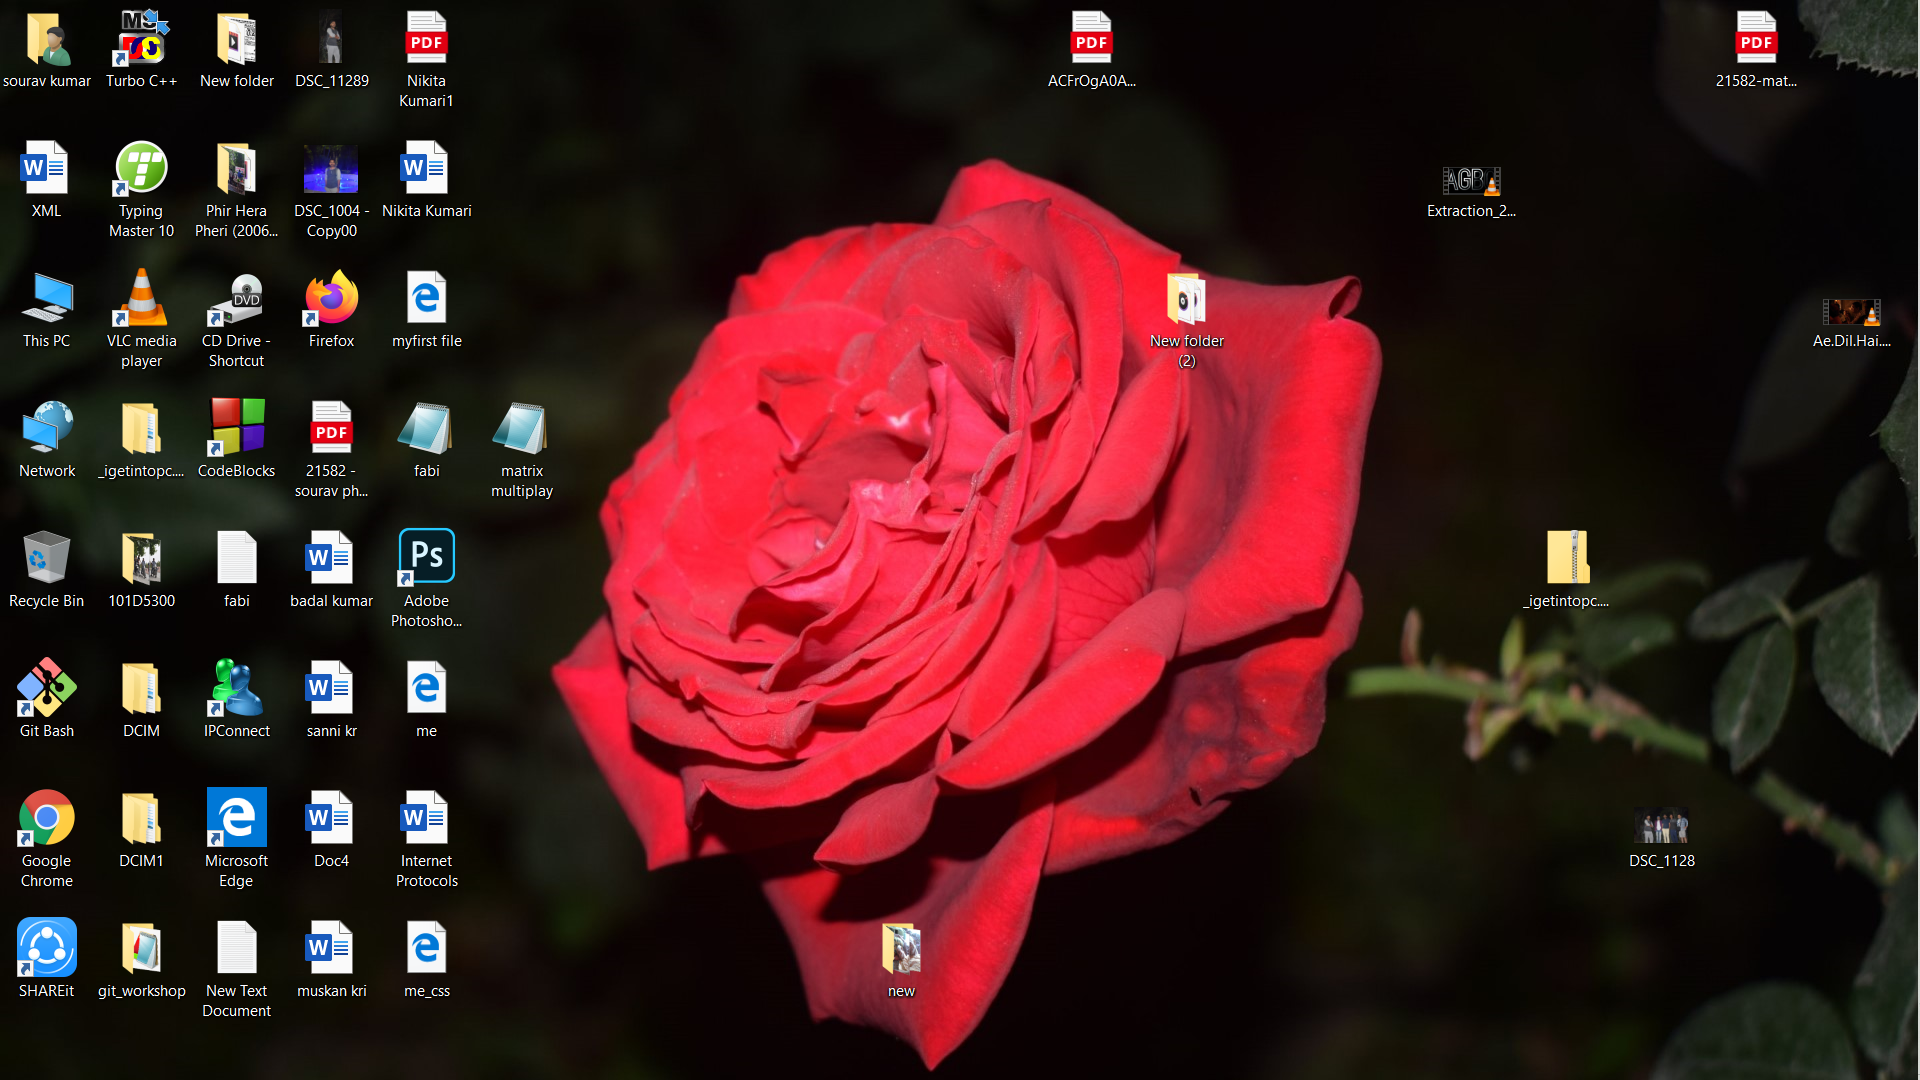 sourav kumar
Turbo C++
New folder
DSC_11289
PDF
Nikita
Kumari1
PDF
ACFrOgA0A...
PDF
21582-mat...
W
XML
Typing
Master 10
Phir Hera
Pheri (2006...
DSC_1004 -
Copy00
W
Nikita Kumari
AGBO
Extraction_2...
This PC
VLC media
player
DVD
CD Drive -
Shortcut
Firefox
myfirst file
New folder
(2)
Ae.Dil.Hai....
Network
_igetintopc....
CodeBlocks
PDF
21582 -
sourav ph...
fabi
matrix
multiplay
Recycle Bin
101D5300
fabi
W
badal kumar
Ps
Adobe
Photosho...
_igetintopc....
Git Bash
DCIM
IPConnect
W
sanni kr
me
Google
Chrome
DCIM1
Microsoft
Edge
W
Doc4
W
Internet
Protocols
DSC_1128
SHAREit
git_workshop
New Text
Document
W
muskan kri
me_css
new